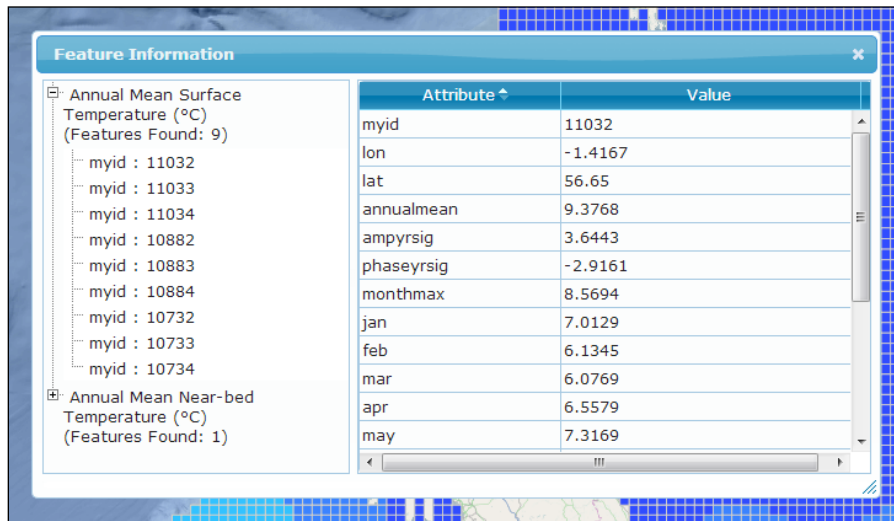 Feature Information
Annual Mean Surface
Temperature (°C)
(Features Found: 9)
myid : 11032
myid : 11033
myid : 11034
myid : 10882
myid : 10883
myid : 10884
myid : 10732
myid : 10733
myid : 10734
Annual Mean Near-bed
Temperature (°C)
(Features Found: 1)
Attribute Value
myid 11032
lon -1.4167
lat 56.65
annualmean 9.3768
ampyrsig 3.6443
phaseyrsig -2.9161
monthmax 8.5694
jan 7.0129
feb 6.1345
mar 6.0769
apr 6.5579
may 7.3169